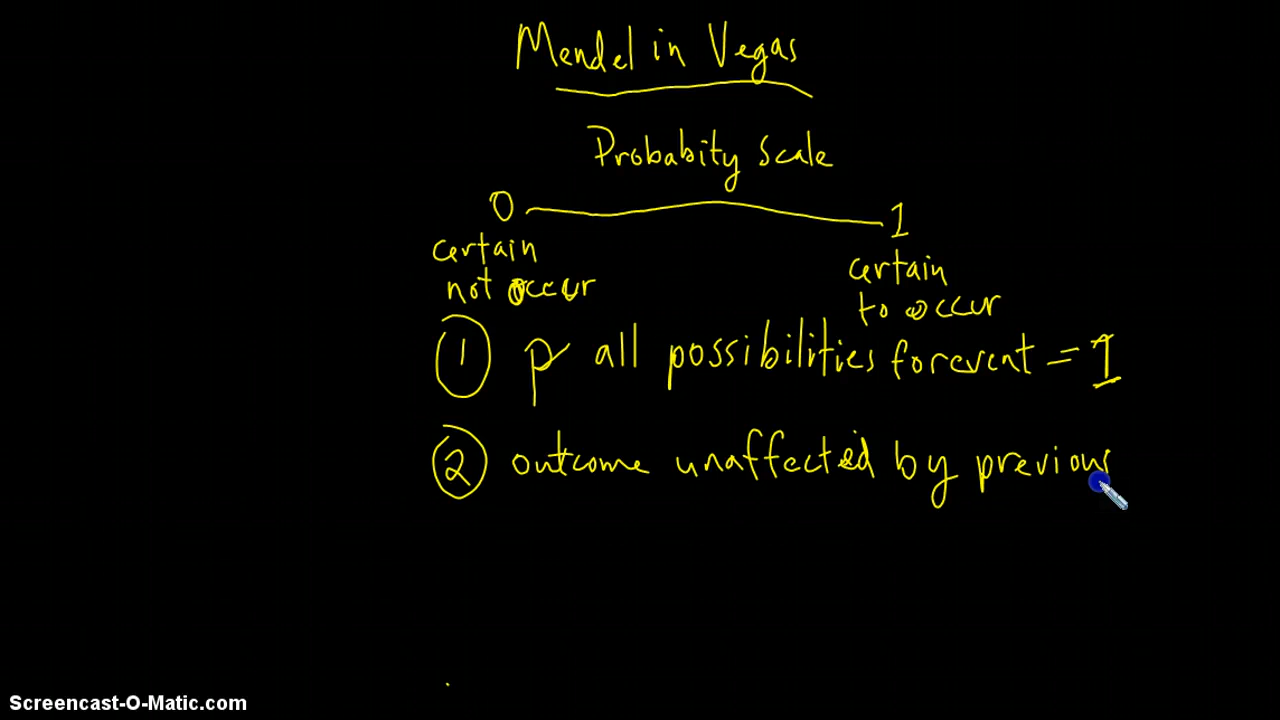 Mendel in Vegas
Probabity Scale
0 1
certain
not occur
certain
to occur
1 p all possibilities for event = 1
2 outcome unaffected by previous
Screencast-O-Matic.com